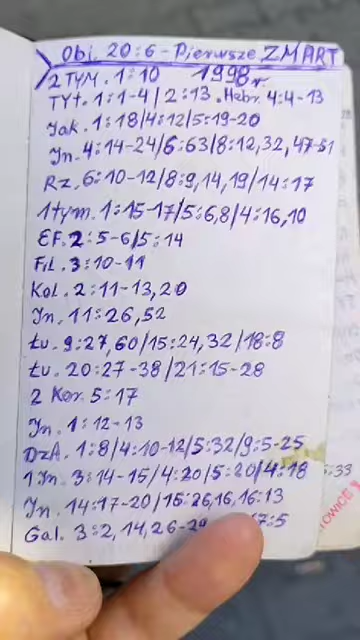 Obj. 20:6 - Pierwsze ZMART
2 TYM. 1:10 1998r.
TYt. 1:1-4 / 2:13. Hebr. 4:4-13
Jak. 1:18/4:12/5:19-20
Jn. 4:14-24/6:63/8:12,32,47-51
Rz. 6:10-12/8:9,14,19/14:17
1tym. 1:15-17/5:6,8/4:16,10
EF. 2:5-6/5:14
FiL. 3:10-11
Kol. 2:11-13,20
Jn. 11:26,52
Łu. 9:27,60/15:24,32/18:8
Łu. 20:27-38/21:15-28
2 Kor. 5:17
Jn. 1:12-13
DzA. 1:8/4:10-12/5:32/9:5-25
1 Jn. 3:14-15/4:20/5:20/4:18 5:33
Jn. 14:17-20/15:26,16,16:13
Gal. 3:2,14,26-29 7:5